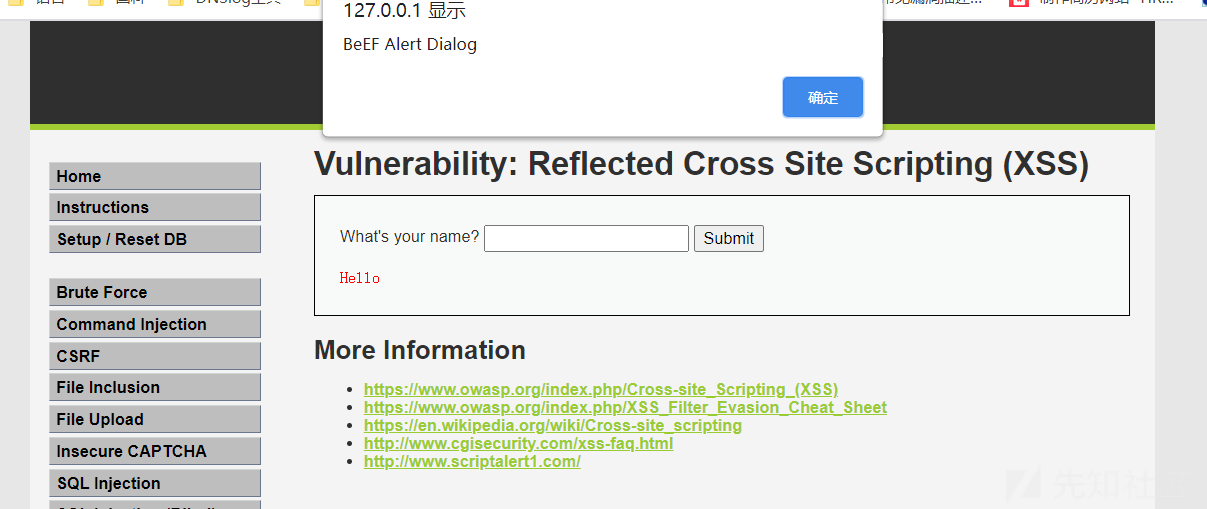 127.0.0.1 显示
BeEF Alert Dialog
确定
Home
Instructions
Setup / Reset DB
Brute Force
Command Injection
CSRF
File Inclusion
File Upload
Insecure CAPTCHA
SQL Injection
Vulnerability: Reflected Cross Site Scripting (XSS)
What's your name?
Submit
Hello
More Information
https://www.owasp.org/index.php/Cross-site_Scripting_(XSS)
https://www.owasp.org/index.php/XSS_Filter_Evasion_Cheat_Sheet
https://en.wikipedia.org/wiki/Cross-site_scripting
http://www.cgisecurity.com/xss-faq.html
http://www.scriptalert1.com/
先知社区